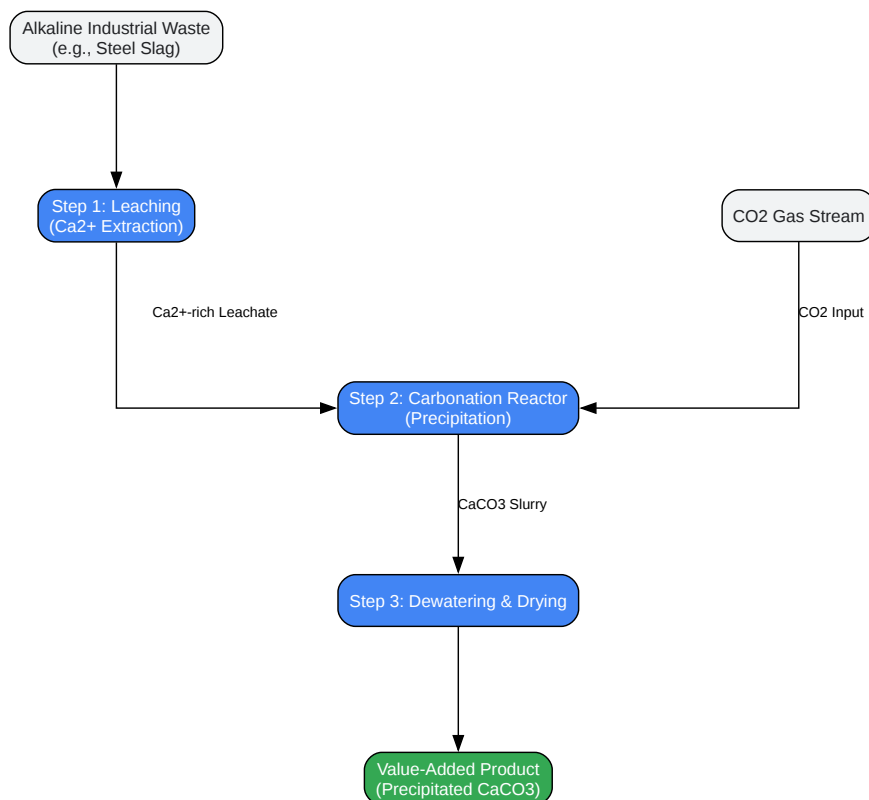 Alkaline Industrial Waste
(e.g., Steel Slag)
Step 1: Leaching
(Ca2+ Extraction)
CO2 Gas Stream
Ca2+-rich Leachate
CO2 Input
Step 2: Carbonation Reactor
(Precipitation)
CaCO3 Slurry
Step 3: Dewatering & Drying
Value-Added Product
(Precipitated CaCO3)